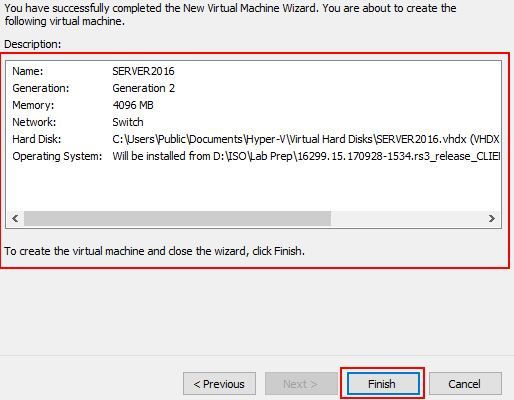 You have successfully completed the New Virtual Machine Wizard. You are about to create the
following virtual machine.
Description:
Name: SERVER2016
Generation: Generation 2
Memory: 4096 MB
Network: Switch
Hard Disk: C:\Users\Public\Documents\Hyper-V\Virtual Hard Disks\SERVER2016.vhdx (VHDX
Operating System: Will be installed from D:\ISO\Lab Prep\16299.15.170928-1534.rs3_release_CLIE
To create the virtual machine and close the wizard, click Finish.
< Previous Next > Finish Cancel